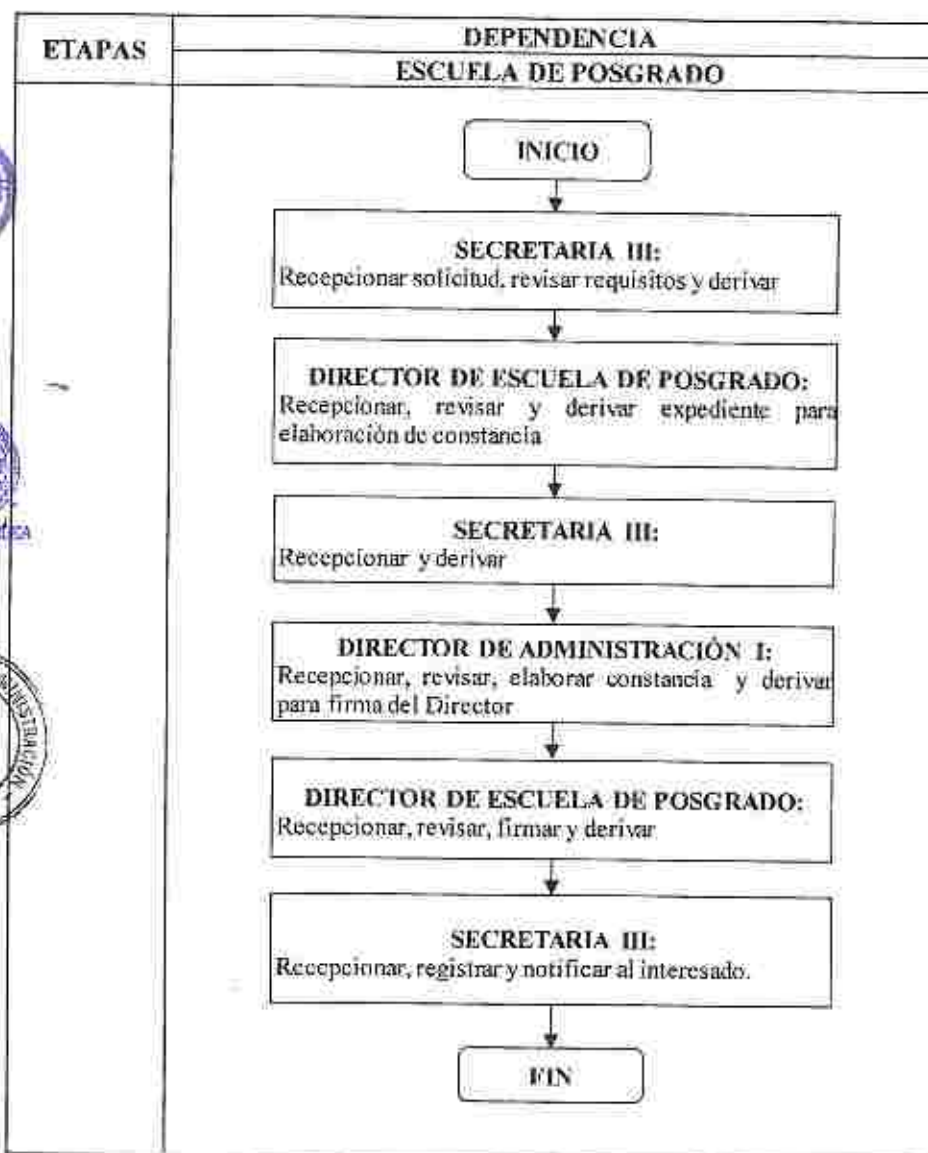 ETAPAS
DEPENDENCIA
ESCUELA DE POSGRADO
INICIO
SECRETARIA III:
Recepcionar solicitud, revisar requisitos y derivar
DIRECTOR DE ESCUELA DE POSGRADO:
Recepcionar, revisar y derivar expediente para
elaboración de constancia
SECRETARIA III:
Recepcionar y derivar
DIRECTOR DE ADMINISTRACIÓN I:
Recepcionar, revisar, elaborar constancia y derivar
para firma del Director
DIRECTOR DE ESCUELA DE POSGRADO:
Recepcionar, revisar, firmar y derivar
SECRETARIA III:
Recepcionar, registrar y notificar al interesado.
FIN